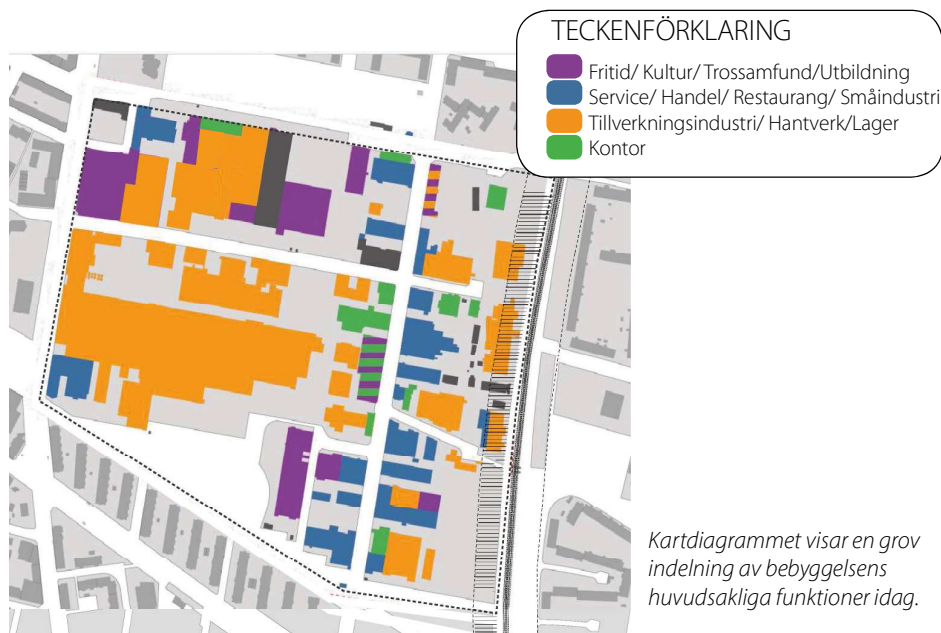 TECKENFÖRKLARING
Fritid/ Kultur/ Trossamfund/Utbildning
Service/ Handel/ Restaurang/ Småindustri
Tillverkningsindustri/ Hantverk/Lager
Kontor
Kartdiagrammet visar en grov
indelning av bebyggelsens
huvudsakliga funktioner idag.